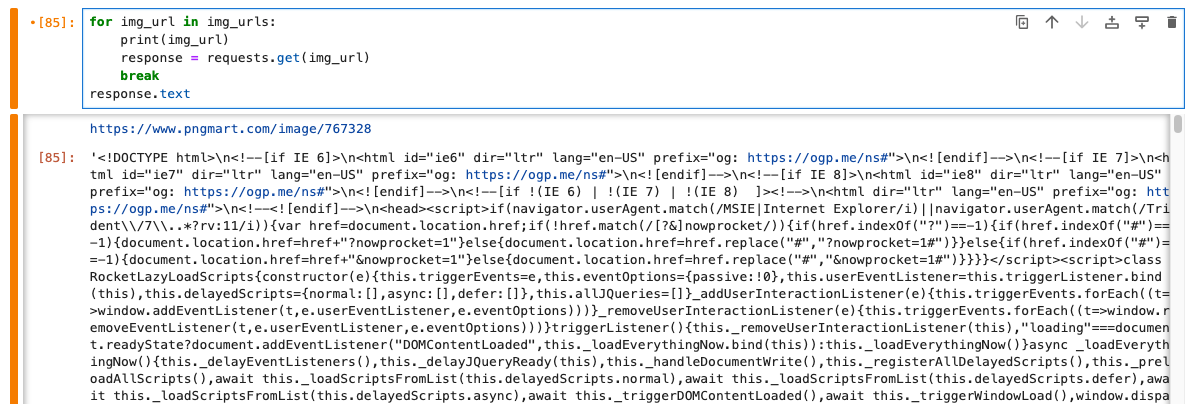 •[85]: for img_url in img_urls:
    print(img_url)
    response = requests.get(img_url)
    break
response.text
https://www.pngmart.com/image/767328
[85]: '<!DOCTYPE html>\n<!--[if IE 6]>\n<html id="ie6" dir="ltr" lang="en-US" prefix="og: https://ogp.me/ns#">\n<![endif]-->\n<!--[if IE 7]>\n<h
tml id="ie7" dir="ltr" lang="en-US" prefix="og: https://ogp.me/ns#">\n<![endif]-->\n<!--[if IE 8]>\n<html id="ie8" dir="ltr" lang="en-US"
prefix="og: https://ogp.me/ns#">\n<![endif]-->\n<!--[if !(IE 6) | !(IE 7) | !(IE 8)  ]><!-->\n<html dir="ltr" lang="en-US" prefix="og: htt
ps://ogp.me/ns#">\n<!--<![endif]-->\n<head><script>if(navigator.userAgent.match(/MSIE|Internet Explorer/i)||navigator.userAgent.match(/Tri
dent\\/7\\..*?rv:11/i)){var href=document.location.href;if(!href.match(/[?&]nowprocket/)){if(href.indexOf("?")==-1){if(href.indexOf("#")==
-1){document.location.href=href+"?nowprocket=1"}else{document.location.href=href.replace("#","?nowprocket=1#")}}else{if(href.indexOf("#")=
=-1){document.location.href=href+"&nowprocket=1"}else{document.location.href=href.replace("#","&nowprocket=1#")}}}}</script><script>class
RocketLazyLoadScripts{constructor(e){this.triggerEvents=e,this.eventOptions={passive:!0},this.userEventListener=this.triggerListener.bind
(this),this.delayedScripts={normal:[],async:[],defer:[]},this.allJQueries=[]}_addUserInteractionListener(e){this.triggerEvents.forEach((t=
>window.addEventListener(t,e.userEventListener,e.eventOptions)))}_removeUserInteractionListener(e){this.triggerEvents.forEach((t=>window.r
emoveEventListener(t,e.userEventListener,e.eventOptions)))}triggerListener(){this._removeUserInteractionListener(this),"loading"===documen
t.readyState?document.addEventListener("DOMContentLoaded",this._loadEverythingNow.bind(this)):this._loadEverythingNow()}async _loadEveryth
ingNow(){this._delayEventListeners(),this._delayJQueryReady(this),this._handleDocumentWrite(),this._registerAllDelayedScripts(),this._prel
oadAllScripts(),await this._loadScriptsFromList(this.delayedScripts.normal),await this._loadScriptsFromList(this.delayedScripts.defer),awa
it this._loadScriptsFromList(this.delayedScripts.async),await this._triggerDOMContentLoaded(),await this._triggerWindowLoad(),window.dispa